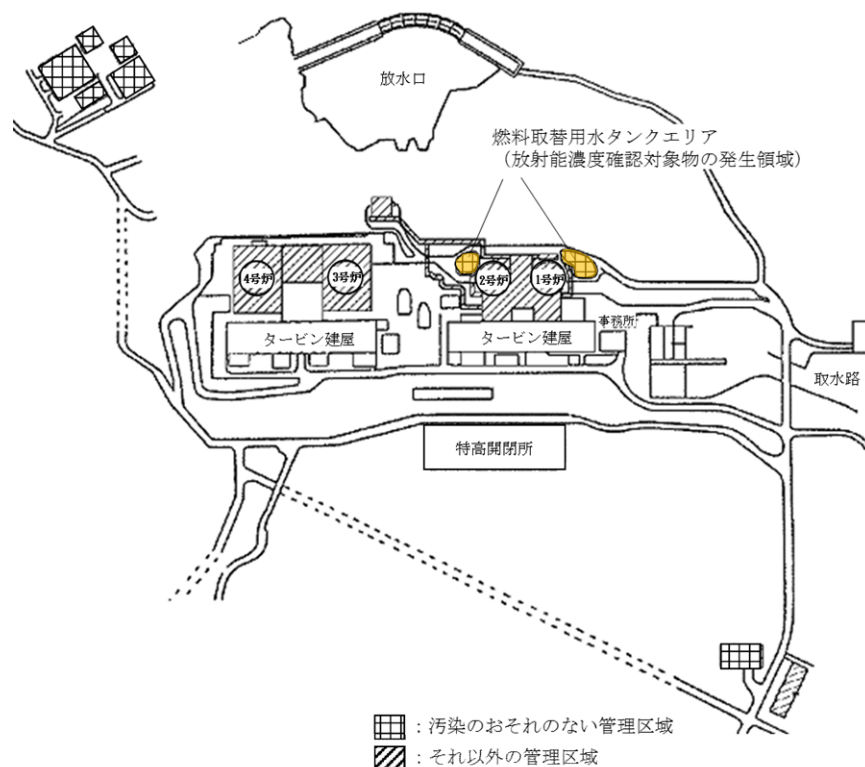 放水口
燃料取替用水タンクエリア
(放射能濃度確認対象物の発生領域)
4号炉
3号炉
2号炉
1号炉
タービン建屋
タービン建屋
事務所
取水路
特高開閉所
:汚染のおそれのない管理区域
:それ以外の管理区域